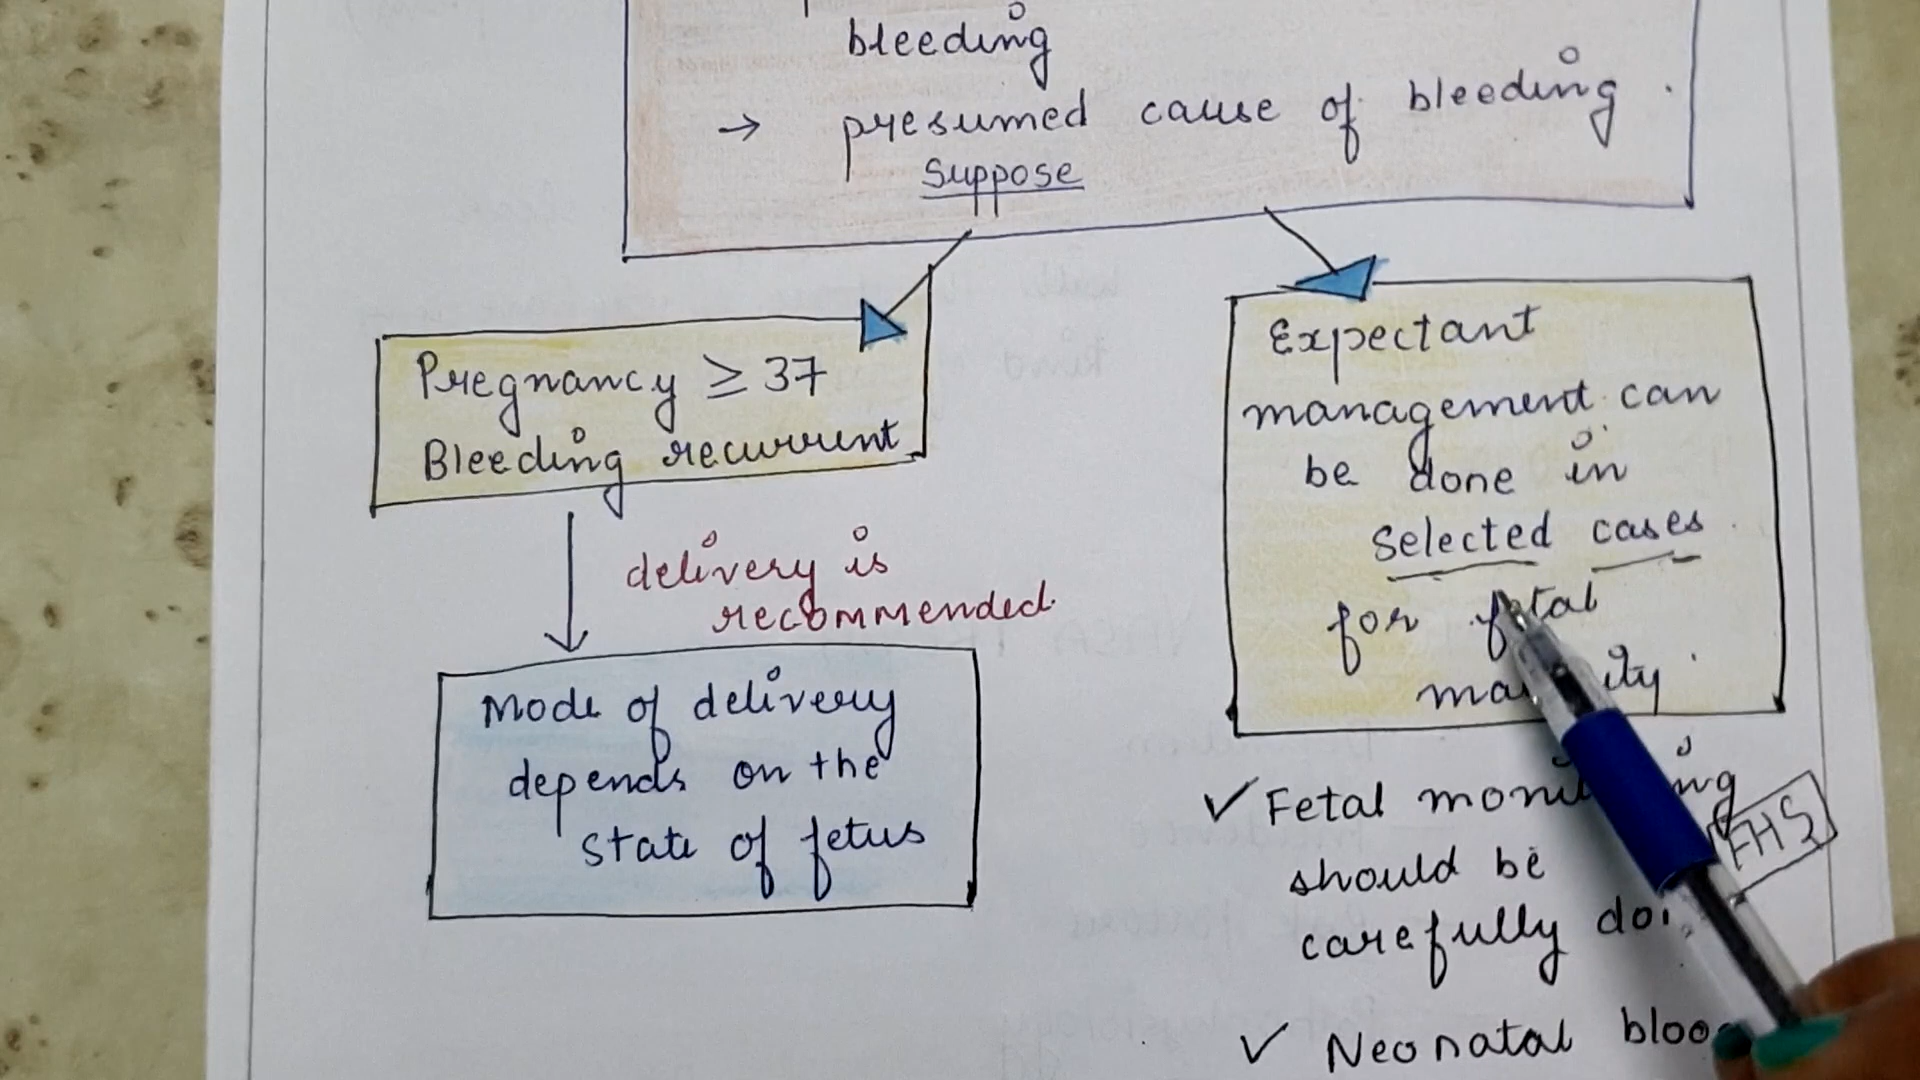 bleeding
→ presumed cause of bleeding.
Suppose
Pregnancy ≥ 37
Bleeding recurrent
delivery is
recommended.
Mode of delivery
depends on the
state of fetus
Expectant
management can
be done in
selected cases
for fetal
✓ Fetal
FHS
should be
carefully
✓ Neonatal